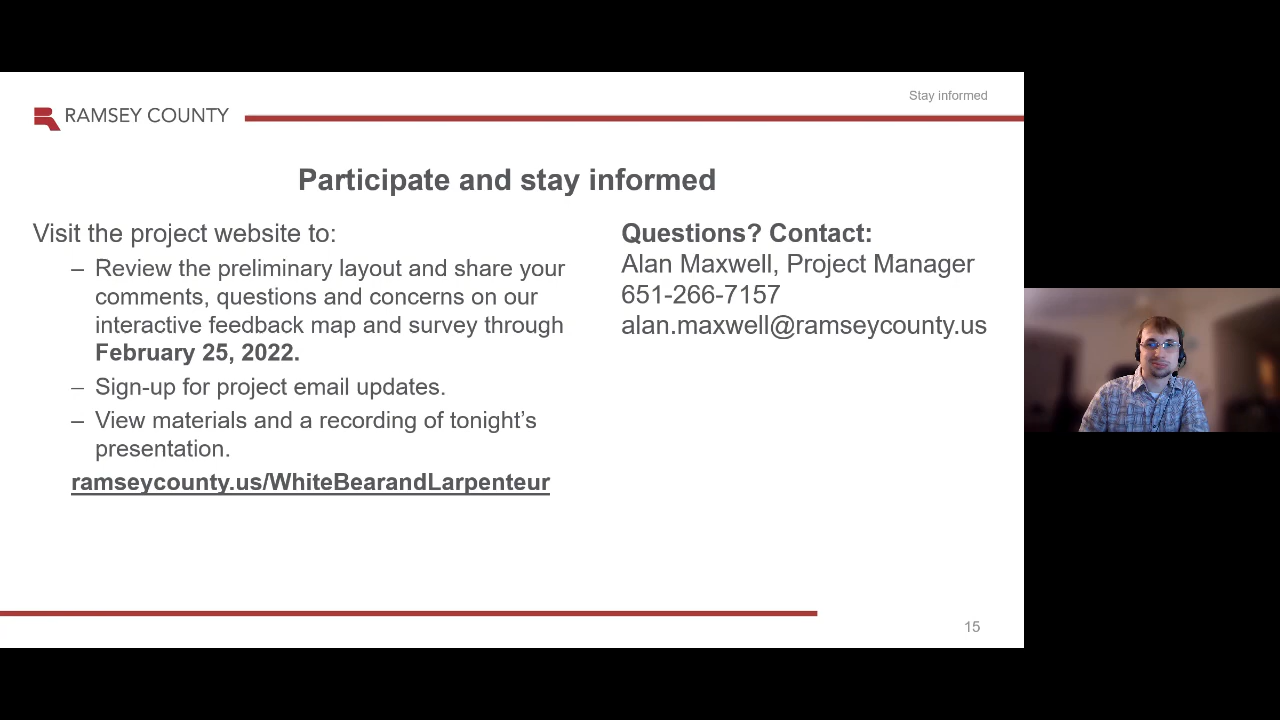 RAMSEY COUNTY
Stay informed
Participate and stay informed
Visit the project website to:
– Review the preliminary layout and share your
comments, questions and concerns on our
interactive feedback map and survey through
February 25, 2022.
– Sign-up for project email updates.
– View materials and a recording of tonight’s
presentation.
ramseycounty.us/WhiteBearandLarpenteur
Questions? Contact:
Alan Maxwell, Project Manager
651-266-7157
alan.maxwell@ramseycounty.us
15